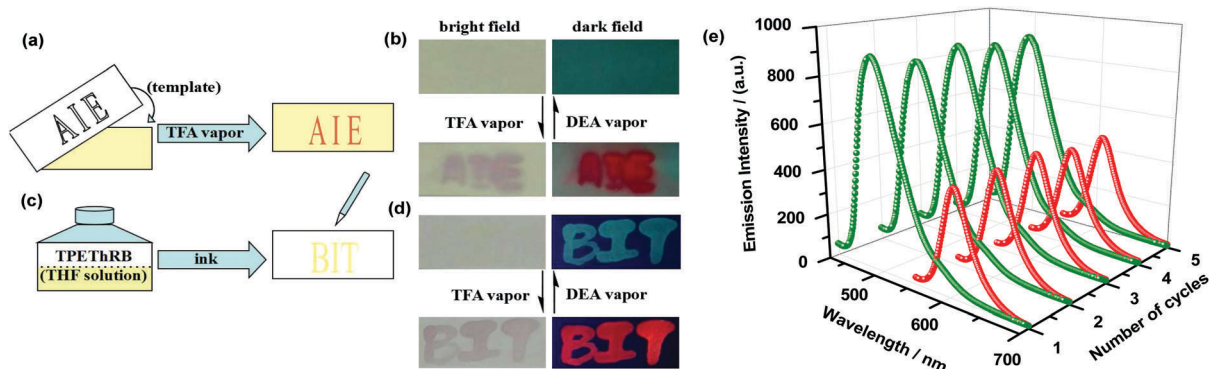 (a)
(template)
AIE
TFA vapor
AIE
(c)
TPEThRB
(THF solution)
ink
BIT
(b)
bright field
dark field
TFA vapor
DEA vapor
AIE
AIE
(d)
BIT
TFA vapor
DEA vapor
BIT
BIT
(e)
Emission Intensity / (a.u.)
1000
800
600
400
200
0
500
600
700
Wavelength / nm
1
2
3
4
5
Number of cycles